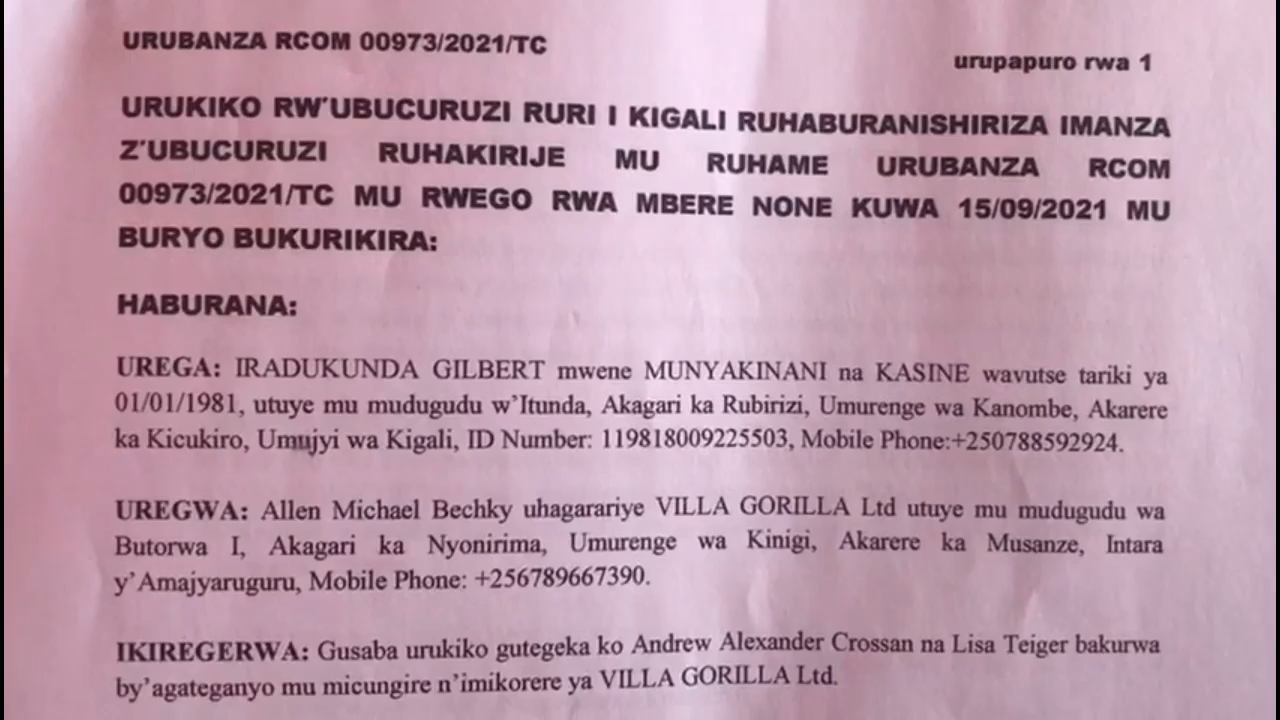 URUBANZA RCOM 00973/2021/TC
urupapuro rwa 1
URUKIKO RW'UBUCURUZI RURI I KIGALI RUHABURANISHIRIZA IMANZA
Z'UBUCURUZI RUHAKIRIJE MU RUHAME URUBANZA RCOM
00973/2021/TC MU RWEGO RWA MBERE NONE KUWA 15/09/2021 MU
BURYO BUKURIKIRA:
HABURANA:
UREGA: IRADUKUNDA GILBERT mwene MUNYAKINANI na KASINE wavutse tariki ya
01/01/1981, utuye mu mudugudu w'Itunda, Akagari ka Rubirizi, Umurenge wa Kanombe, Akarere
ka Kicukiro, Umujyi wa Kigali, ID Number: 119818009225503, Mobile Phone:+250788592924.
UREGWA: Allen Michael Bechky uhagarariye VILLA GORILLA Ltd utuye mu mudugudu wa
Butorwa I, Akagari ka Nyonirima, Umurenge wa Kinigi, Akarere ka Musanze, Intara
y'Amajyaruguru, Mobile Phone: +256789667390.
IKIREGERWA: Gusaba urukiko gutegeka ko Andrew Alexander Crossan na Lisa Teiger bakurwa
by'agateganyo mu micungire n'imikorere ya VILLA GORILLA Ltd.